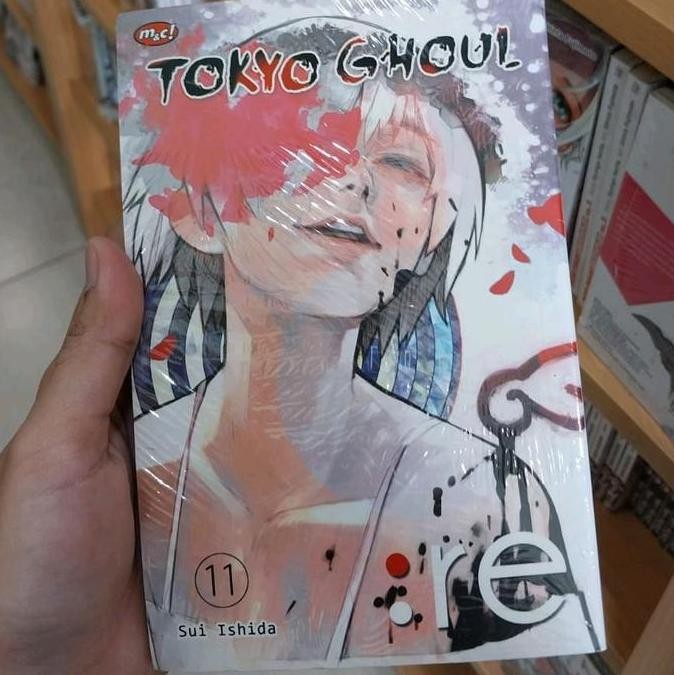 m&c!
TOKYO GHOUL
:re
11
Sui Ishida